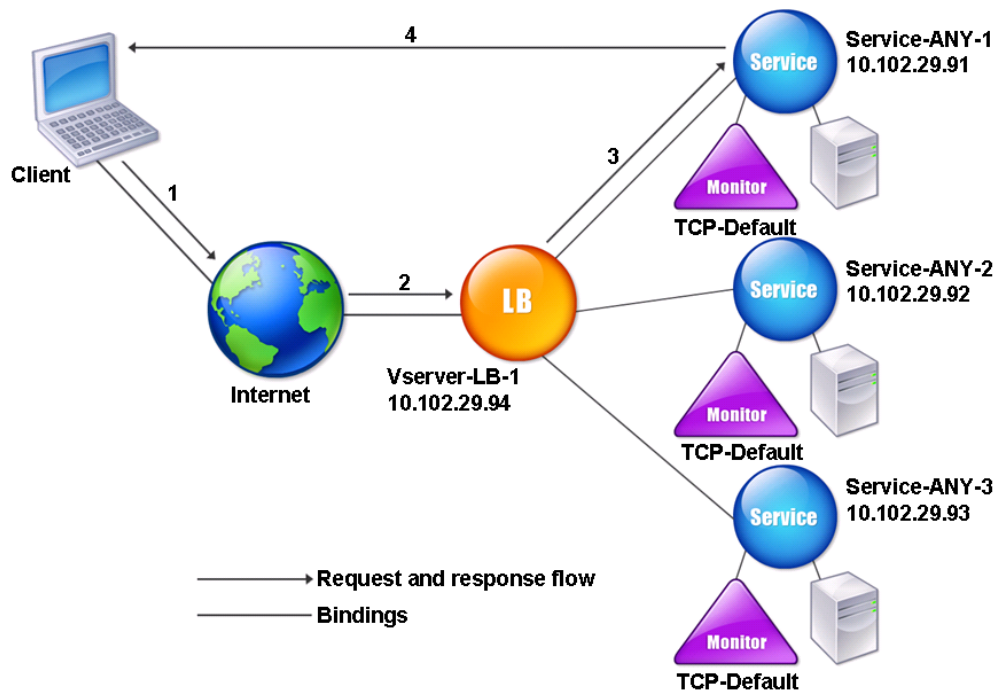 4
Service-ANY-1
10.102.29.91
Service
Client
1
3
Monitor
TCP-Default
2
LB
Service-ANY-2
10.102.29.92
Service
Internet
Vserver-LB-1
10.102.29.94
Monitor
TCP-Default
Service-ANY-3
10.102.29.93
Service
Request and response flow
Bindings
Monitor
TCP-Default